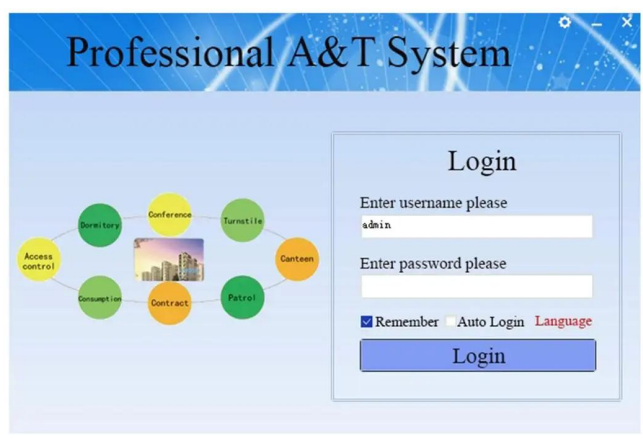 Professional A&T System
Login
Enter username please
admin
Enter password please
Remember
Auto Login
Language
Login
Conference
Dormitory
Turnstile
Access
control
Canteen
Consumption
Contract
Patrol